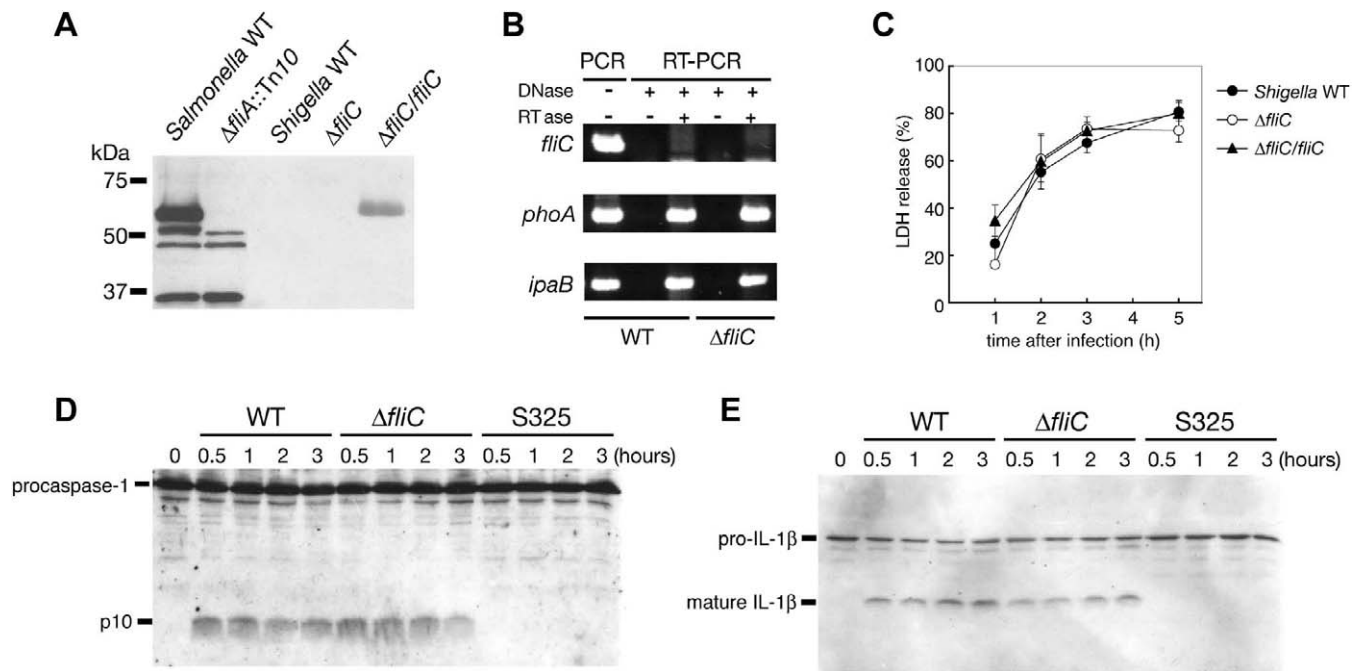 A
Salmonella WT
ΔfliA::Tn10
Shigella WT
ΔfliC
ΔfliC/fliC
kDa
75
50
37
B
PCR RT-PCR
DNase - + + + +
RTase - - + - +
fliC
phoA
ipaB
WT ΔfliC
C
100
80
60
40
20
0
LDH release (%)
1 2 3 4 5
time after infection (h)
Shigella WT
ΔfliC
ΔfliC/fliC
D
WT ΔfliC S325
0 0.5 1 2 3 0.5 1 2 3 0.5 1 2 3 (hours)
procaspase-1
p10
E
WT ΔfliC S325
0 0.5 1 2 3 0.5 1 2 3 0.5 1 2 3 (hours)
pro-IL-1β
mature IL-1β